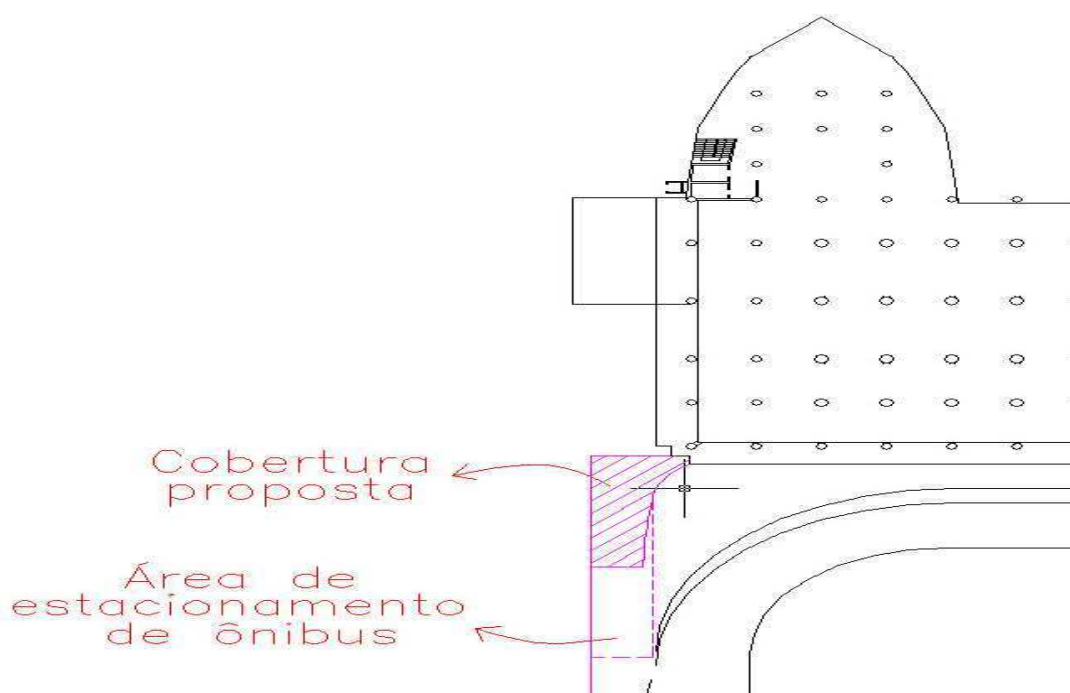 Cobertura
proposta
Área de
estacionamento
de ônibus